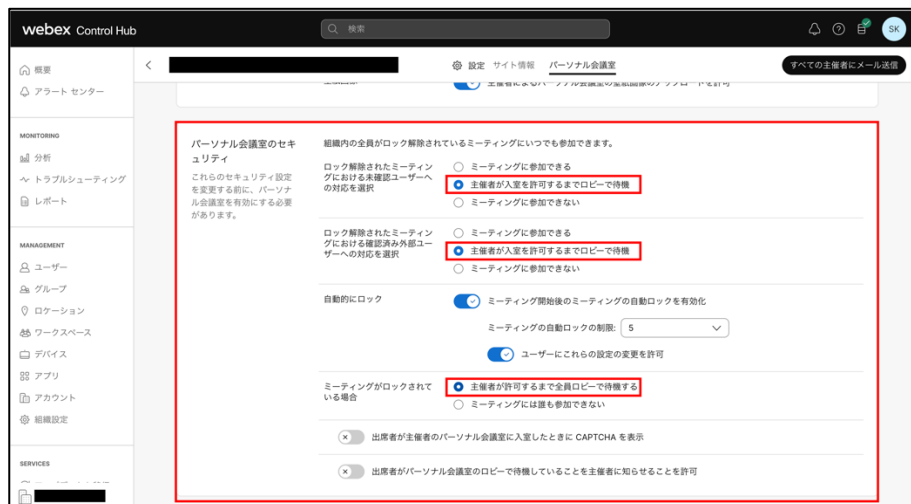 webex Control Hub
検索
SK
概要
アラート センター
設定 サイト情報 パーソナル会議室
すべての主催者にメール送信
主催者によるパーソナル会議室の壁紙画像のアップロードを許可
MONITORING
分析
トラブルシューティング
レポート
MANAGEMENT
ユーザー
グループ
ロケーション
ワークスペース
デバイス
アプリ
アカウント
組織設定
SERVICES
パーソナル会議室のセキ
ュリティ
これらのセキュリティ設定
を変更する前に、パーソナ
ル会議室を有効にする必要
があります。
組織内の全員がロック解除されているミーティングにいつでも参加できます。
ロック解除されたミーティン
グにおける未確認ユーザーへ
の対応を選択
ミーティングに参加できる
主催者が入室を許可するまでロビーで待機
ミーティングに参加できない
ロック解除されたミーティン
グにおける確認済み外部ユー
ザーへの対応を選択
ミーティングに参加できる
主催者が入室を許可するまでロビーで待機
ミーティングに参加できない
自動的にロック
ミーティング開始後のミーティングの自動ロックを有効化
ミーティングの自動ロックの制限: 5
ユーザーにこれらの設定の変更を許可
ミーティングがロックされて
いる場合
主催者が許可するまで全員ロビーで待機する
ミーティングには誰も参加できない
出席者が主催者のパーソナル会議室に入室したときに CAPTCHA を表示
出席者がパーソナル会議室のロビーで待機していることを主催者に知らせることを許可